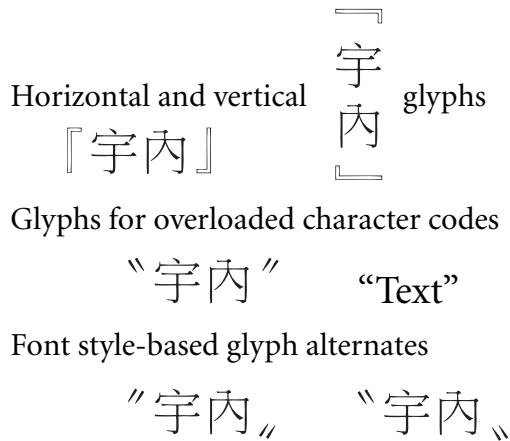 Horizontal and vertical glyphs
『宇內』
『宇內』
Glyphs for overloaded character codes
〝宇內〞 “Text”
Font style-based glyph alternates
〞宇內〟 〝宇內〟